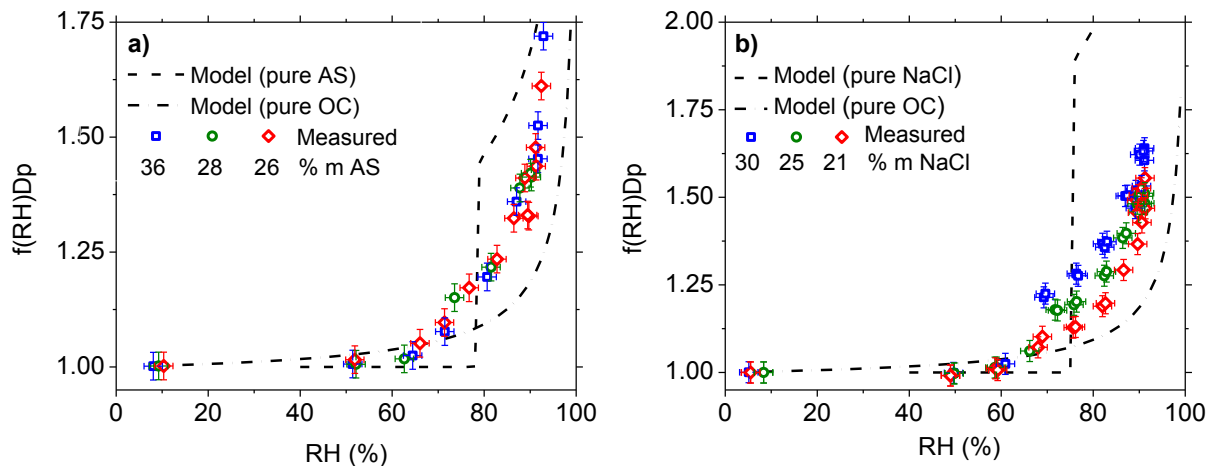 a)
Model (pure AS)
Model (pure OC)
Measured
36 28 26 % m AS
f(RH)Dp
1.75
1.50
1.25
1.00
0 20 40 60 80 100
RH (%)
b)
Model (pure NaCl)
Model (pure OC)
Measured
30 25 21 % m NaCl
f(RH)Dp
2.00
1.75
1.50
1.25
1.00
0 20 40 60 80 100
RH (%)